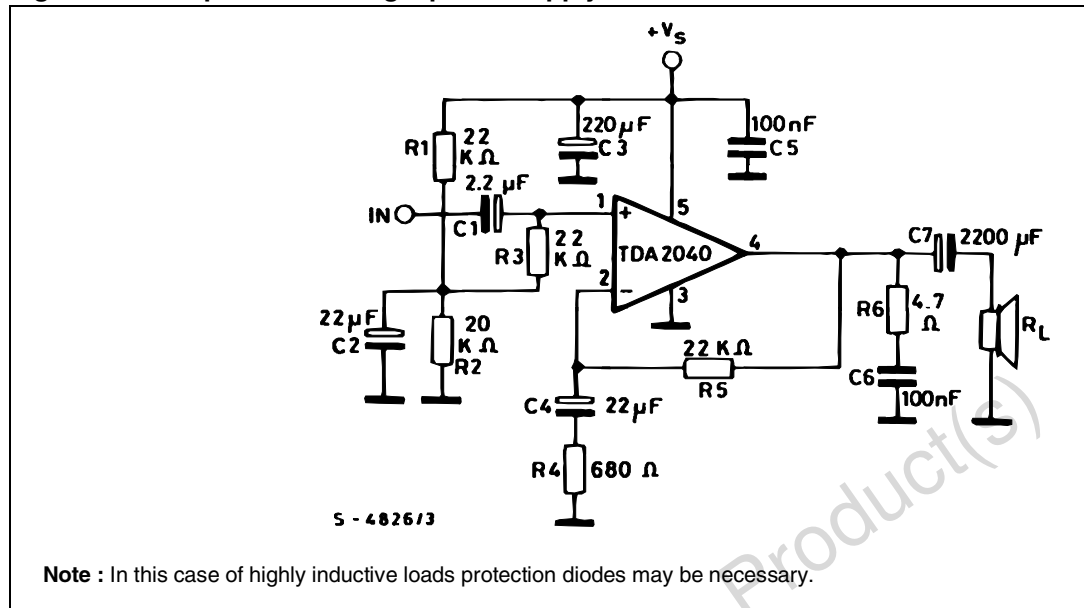 +Vs
220µF
C3
100nF
C5
R1
22
KΩ
2.2 µF
IN
C1
1
+
5
TDA2040
4
C7
2200 µF
R3
22
KΩ
2
-
3
R6
4.7
Ω
RL
22µF
C2
20
KΩ
R2
22 KΩ
R5
C6
100nF
C4
22µF
R4
680 Ω
S - 4826/3
Product(s)
Note : In this case of highly inductive loads protection diodes may be necessary.